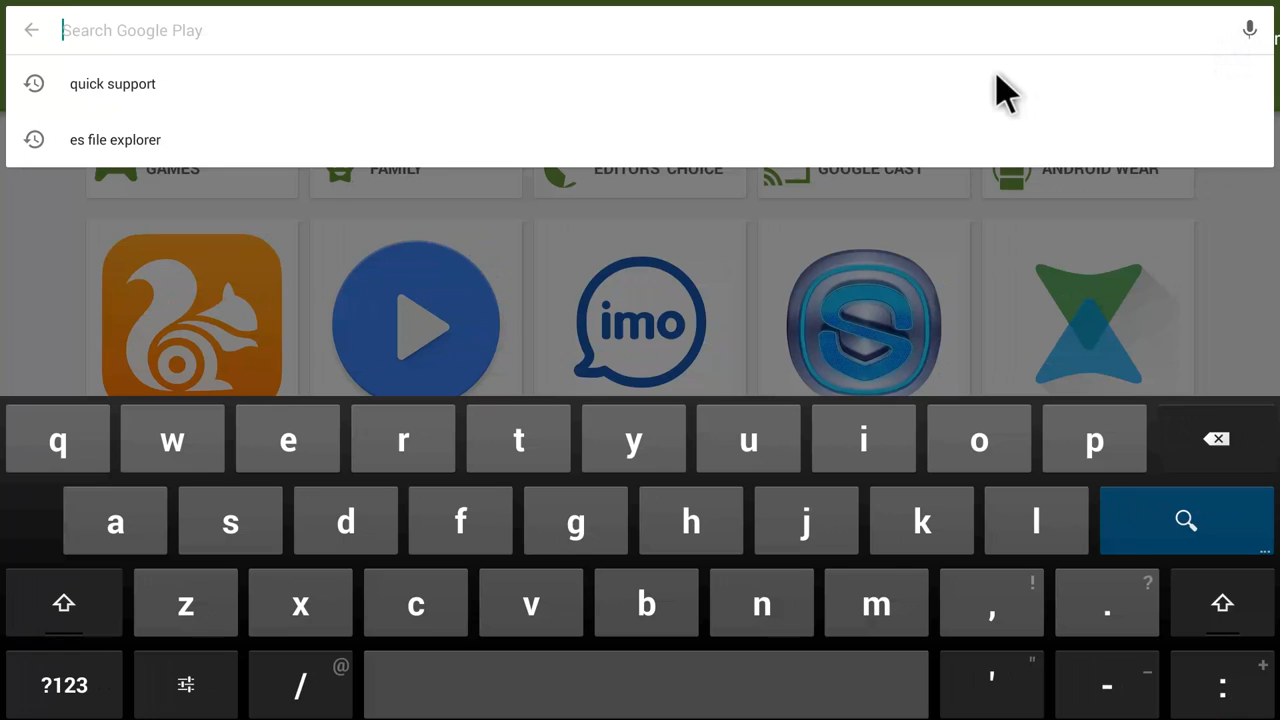 Search Google Play
quick support
es file explorer
GAMES
FAMILY
EDITORS' CHOICE
GOOGLE CAST
ANDROID WEAR
imo
q w e r t y u i o p
a s d f g h j k l
...
z x c v b n m , ! . ?
?123 / @ ' " - _ : +